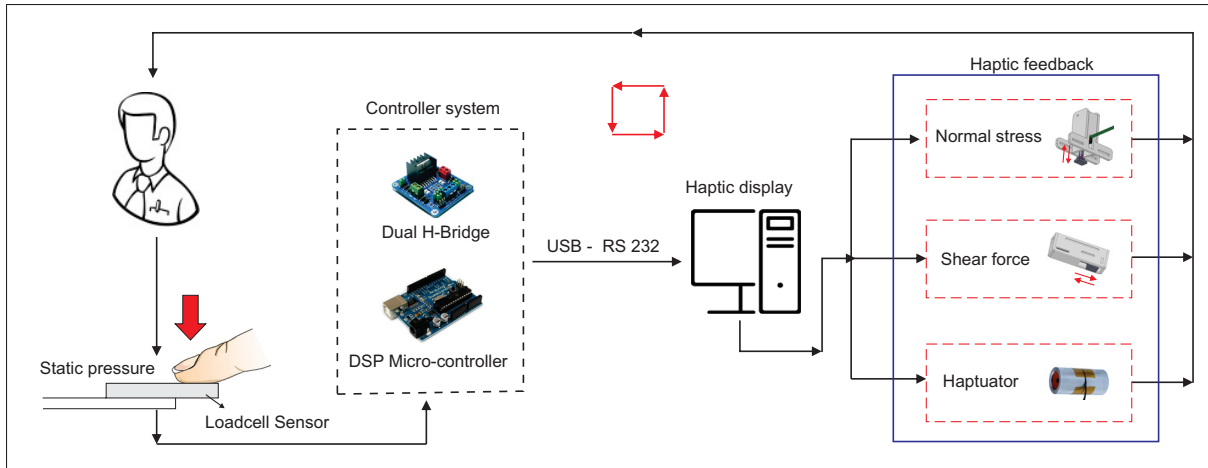 Haptic feedback
Controller system
Normal stress
Haptic display
Dual H-Bridge
USB - RS 232
Shear force
DSP Micro-controller
Static pressure
Haptuator
Loadcell Sensor